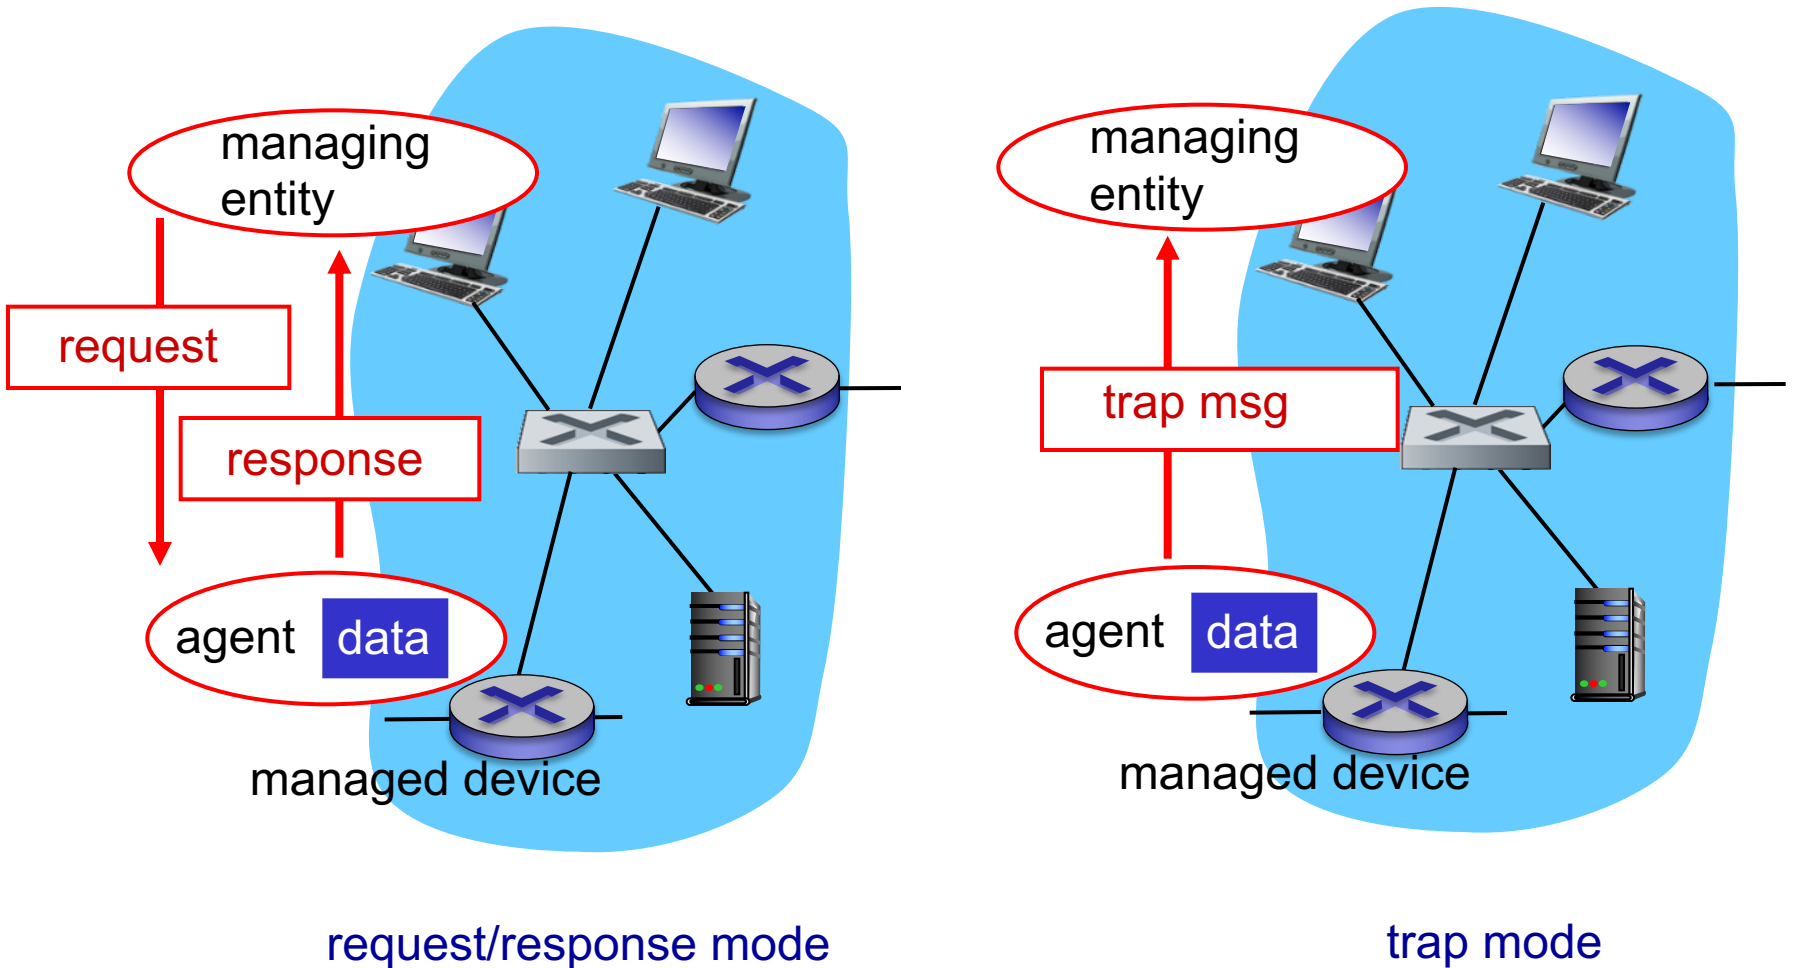 managing
entity
request
response
agent
data
managed device
request/response mode
managing
entity
trap msg
agent
data
managed device
trap mode